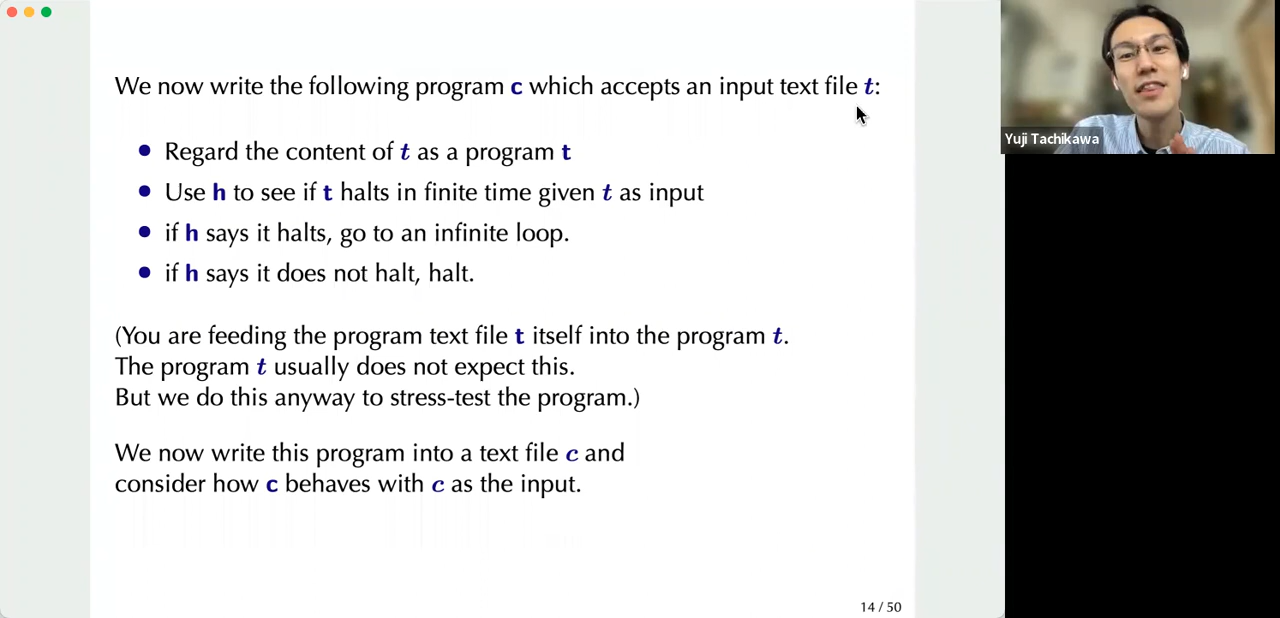 We now write the following program c which accepts an input text file t:
• Regard the content of t as a program t
• Use h to see if t halts in finite time given t as input
• if h says it halts, go to an infinite loop.
• if h says it does not halt, halt.
(You are feeding the program text file t itself into the program t.
The program t usually does not expect this.
But we do this anyway to stress-test the program.)
We now write this program into a text file c and
consider how c behaves with c as the input.
14 / 50
Yuji Tachikawa